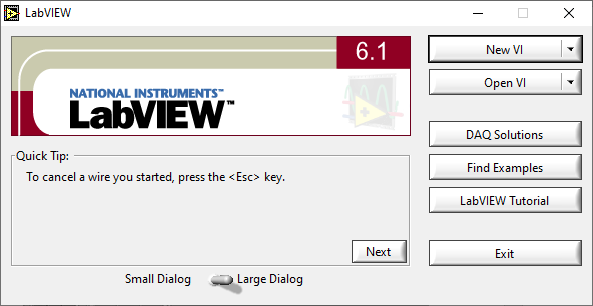 LabVIEW
6.1
NATIONAL INSTRUMENTS™
LabVIEW™
New VI
Open VI
DAQ Solutions
Find Examples
LabVIEW Tutorial
Exit
Quick Tip:
To cancel a wire you started, press the <Esc> key.
Next
Small Dialog
Large Dialog